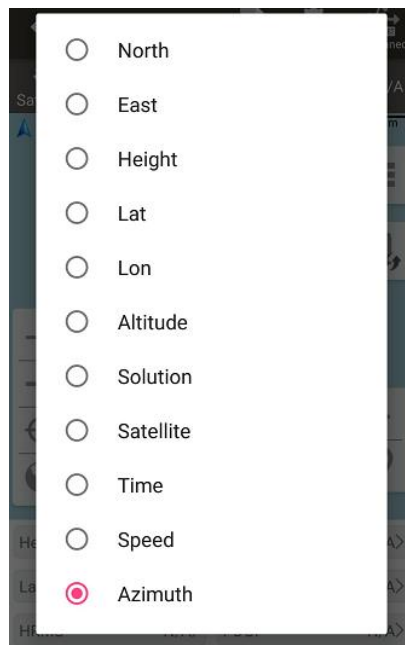 North
East
Height
Lat
Lon
Altitude
Solution
Satellite
Time
Speed
Azimuth